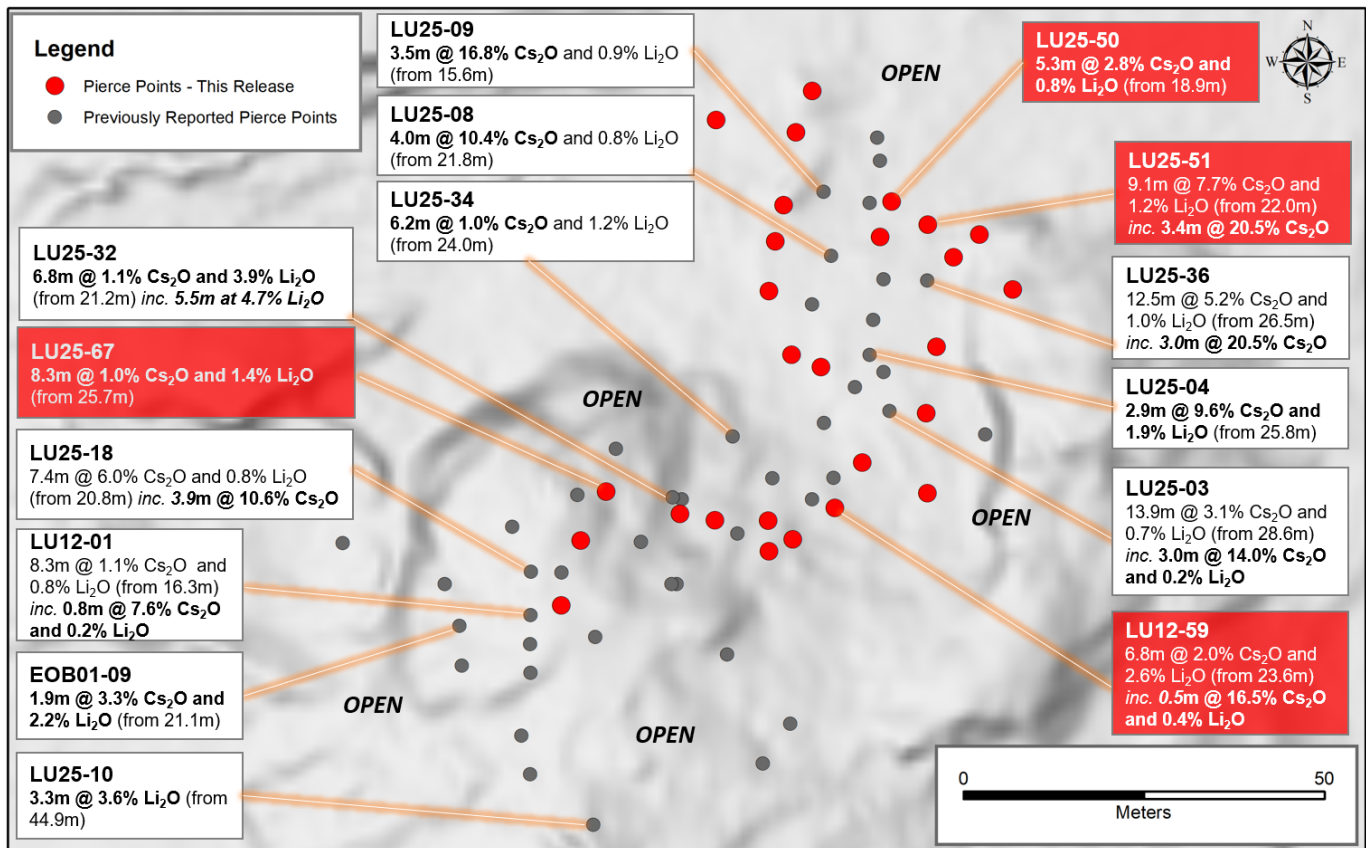 Legend
Pierce Points - This Release
Previously Reported Pierce Points
LU25-09
3.5m @ 16.8% Cs₂O and 0.9% Li₂O
(from 15.6m)
LU25-08
4.0m @ 10.4% Cs₂O and 0.8% Li₂O
(from 21.8m)
LU25-34
6.2m @ 1.0% Cs₂O and 1.2% Li₂O
(from 24.0m)
LU25-32
6.8m @ 1.1% Cs₂O and 3.9% Li₂O
(from 21.2m) inc. 5.5m at 4.7% Li₂O
LU25-67
8.3m @ 1.0% Cs₂O and 1.4% Li₂O
(from 25.7m)
LU25-18
7.4m @ 6.0% Cs₂O and 0.8% Li₂O
(from 20.8m) inc. 3.9m @ 10.6% Cs₂O
LU12-01
8.3m @ 1.1% Cs₂O and
0.8% Li₂O (from 16.3m)
inc. 0.8m @ 7.6% Cs₂O
and 0.2% Li₂O
EOB01-09
1.9m @ 3.3% Cs₂O and
2.2% Li₂O (from 21.1m)
LU25-10
3.3m @ 3.6% Li₂O (from
44.9m)
OPEN
OPEN
OPEN
OPEN
OPEN
N
W E
S
LU25-50
5.3m @ 2.8% Cs₂O and
0.8% Li₂O (from 18.9m)
LU25-51
9.1m @ 7.7% Cs₂O and
1.2% Li₂O (from 22.0m)
inc. 3.4m @ 20.5% Cs₂O
LU25-36
12.5m @ 5.2% Cs₂O and
1.0% Li₂O (from 26.5m)
inc. 3.0m @ 20.5% Cs₂O
LU25-04
2.9m @ 9.6% Cs₂O and
1.9% Li₂O (from 25.8m)
LU25-03
13.9m @ 3.1% Cs₂O and
0.7% Li₂O (from 28.6m)
inc. 3.0m @ 14.0% Cs₂O
and 0.2% Li₂O
LU12-59
6.8m @ 2.0% Cs₂O and
2.6% Li₂O (from 23.6m)
inc. 0.5m @ 16.5% Cs₂O
and 0.4% Li₂O
0 50
Meters